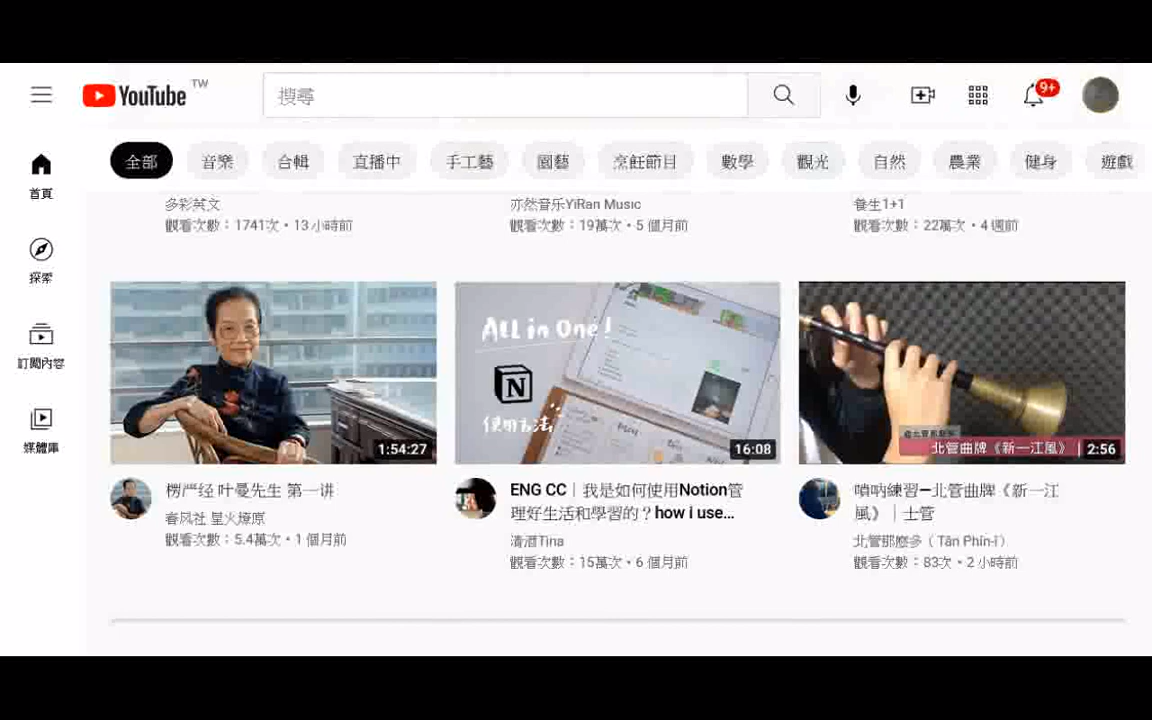 YouTube TW
搜尋
9+
全部 音樂 合輯 直播中 手工藝 園藝 烹飪節目 數學 觀光 自然 農業 健身 遊戲
首頁
探索
訂閱內容
媒體庫
多彩英文
觀看次數：1741次・13 小時前
亦然音乐YiRan Music
觀看次數：19萬次・5 個月前
養生1+1
觀看次數：22萬次・4 週前
1:54:27
楞严经 叶曼先生 第一讲
春风社 星火燎原
觀看次數：5.4萬次・1 個月前
ALL in One!
N
使用方法
16:08
ENG CC｜我是如何使用Notion管
理好生活和學習的？how i use...
清酒Tina
觀看次數：15萬次・6 個月前
北管曲牌《新一江風》
2:56
嗩吶練習—北管曲牌《新一江
風》｜士管
北管那麼多（Tân Phín-î）
觀看次數：83次・2 小時前